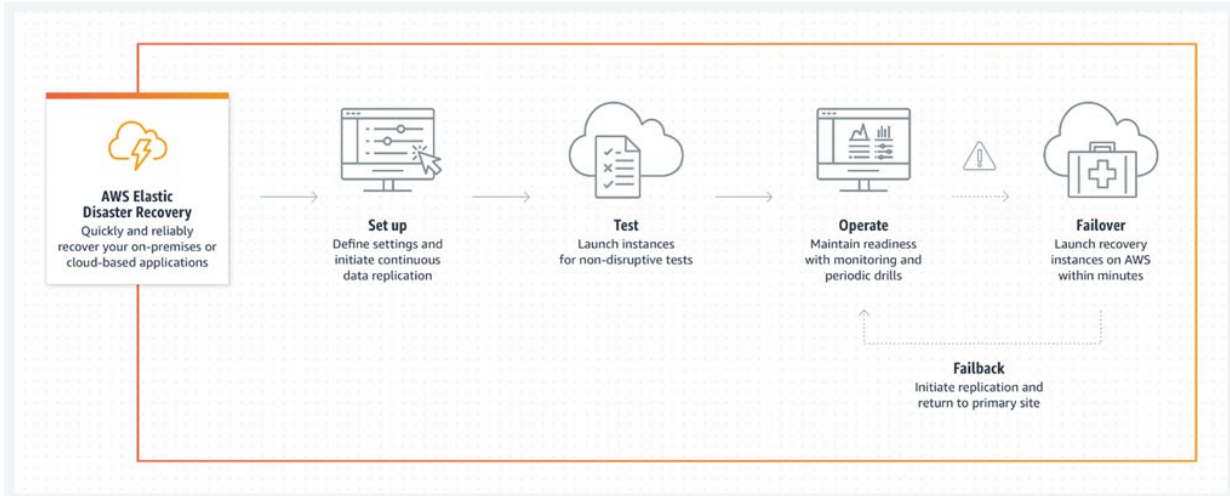 AWS Elastic
Disaster Recovery
Quickly and reliably
recover your on-premises or
cloud-based applications
Set up
Define settings and
initiate continuous
data replication
Test
Launch instances
for non-disruptive tests
Operate
Maintain readiness
with monitoring and
periodic drills
Failover
Launch recovery
instances on AWS
within minutes
Failback
Initiate replication and
return to primary site